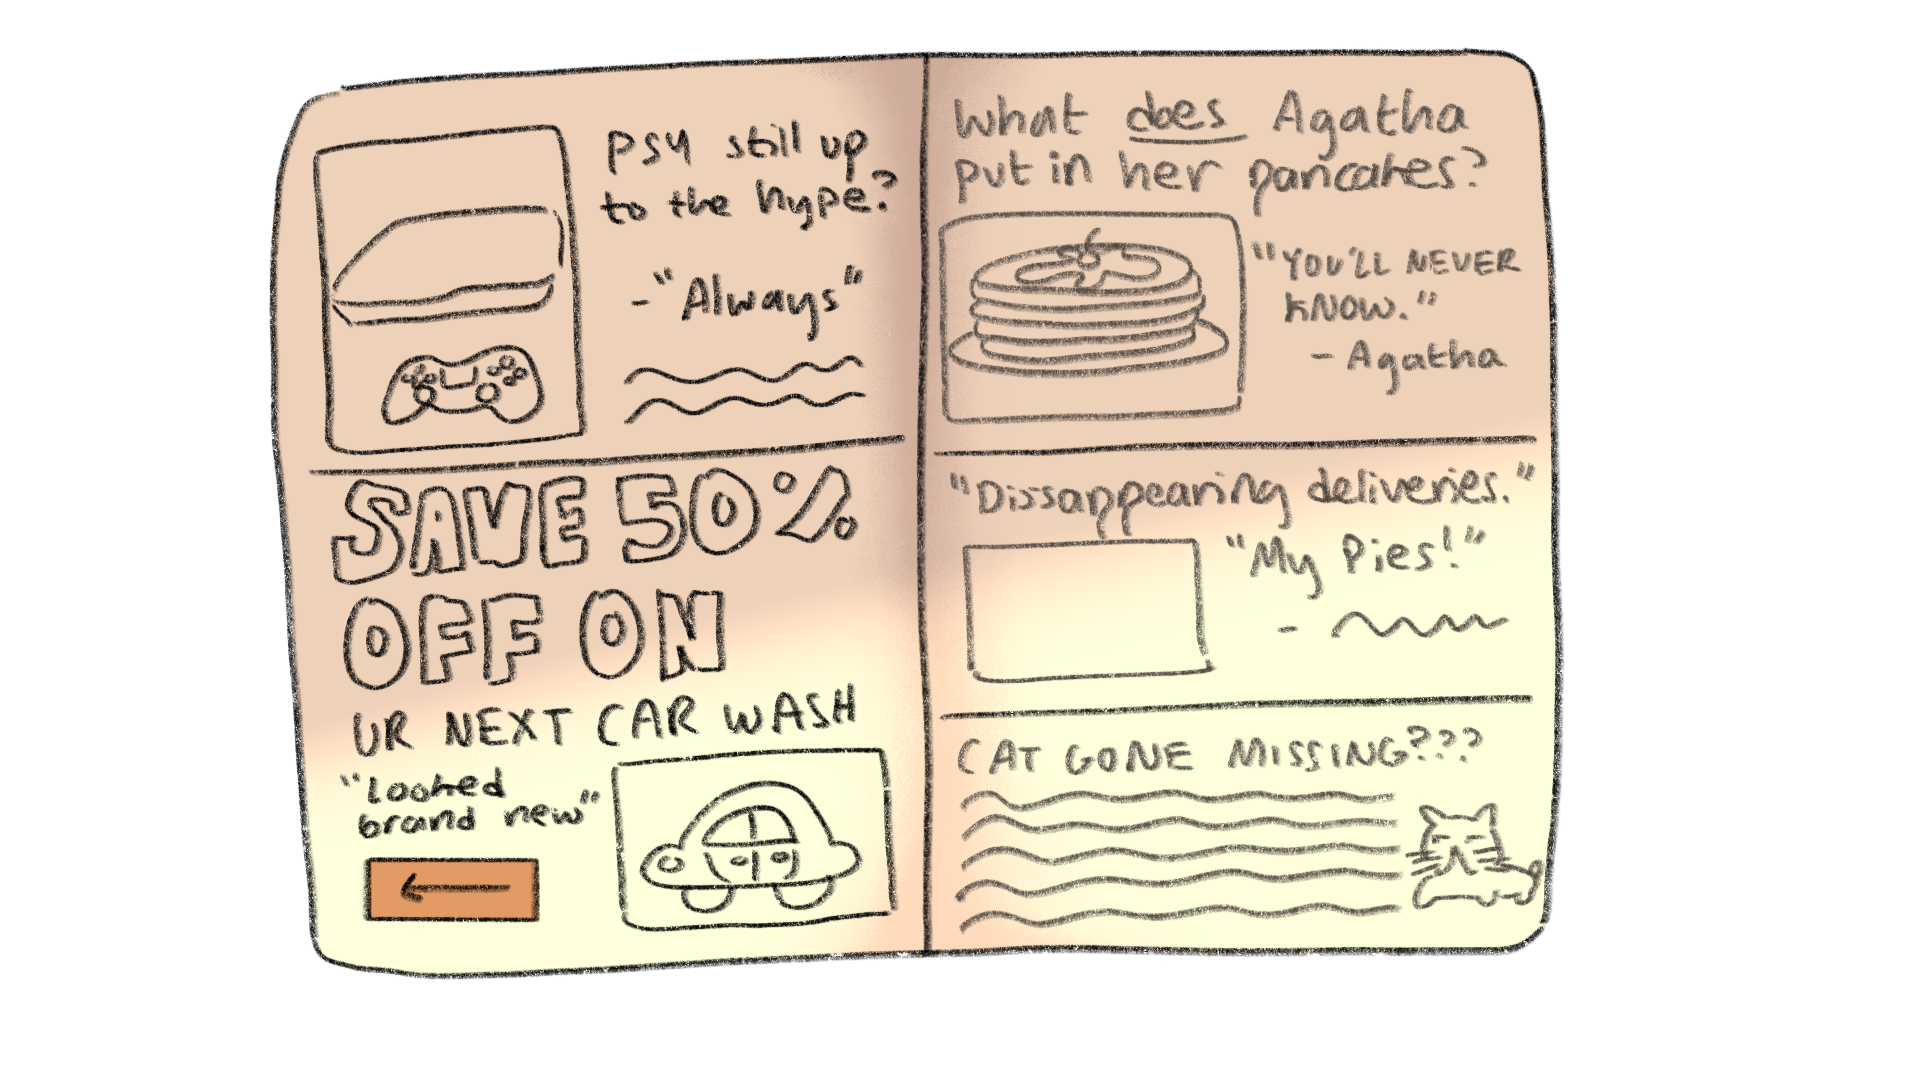 PS4 still up
to the hype?
-"Always"
SAVE 50%
OFF ON
UR NEXT CAR WASH
"Looked
brand new"
What does Agatha
put in her pancakes?
"YOU'LL NEVER
KNOW."
- Agatha
"Dissappearing deliveries."
"My Pies!"
CAT GONE MISSING???